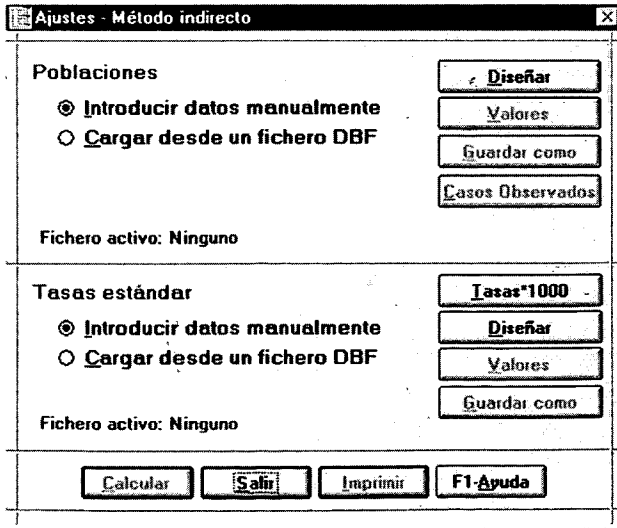 Ajustes - Método indirecto
Poblaciones
Introducir datos manualmente
Cargar desde un fichero DBF
Fichero activo: Ninguno
Diseñar
Valores
Guardar como
Casos Observados
Tasas estándar
Introducir datos manualmente
Cargar desde un fichero DBF
Fichero activo: Ninguno
Tasas*1000
Diseñar
Valores
Guardar como
Calcular
Salir
Imprimir
F1-Ayuda